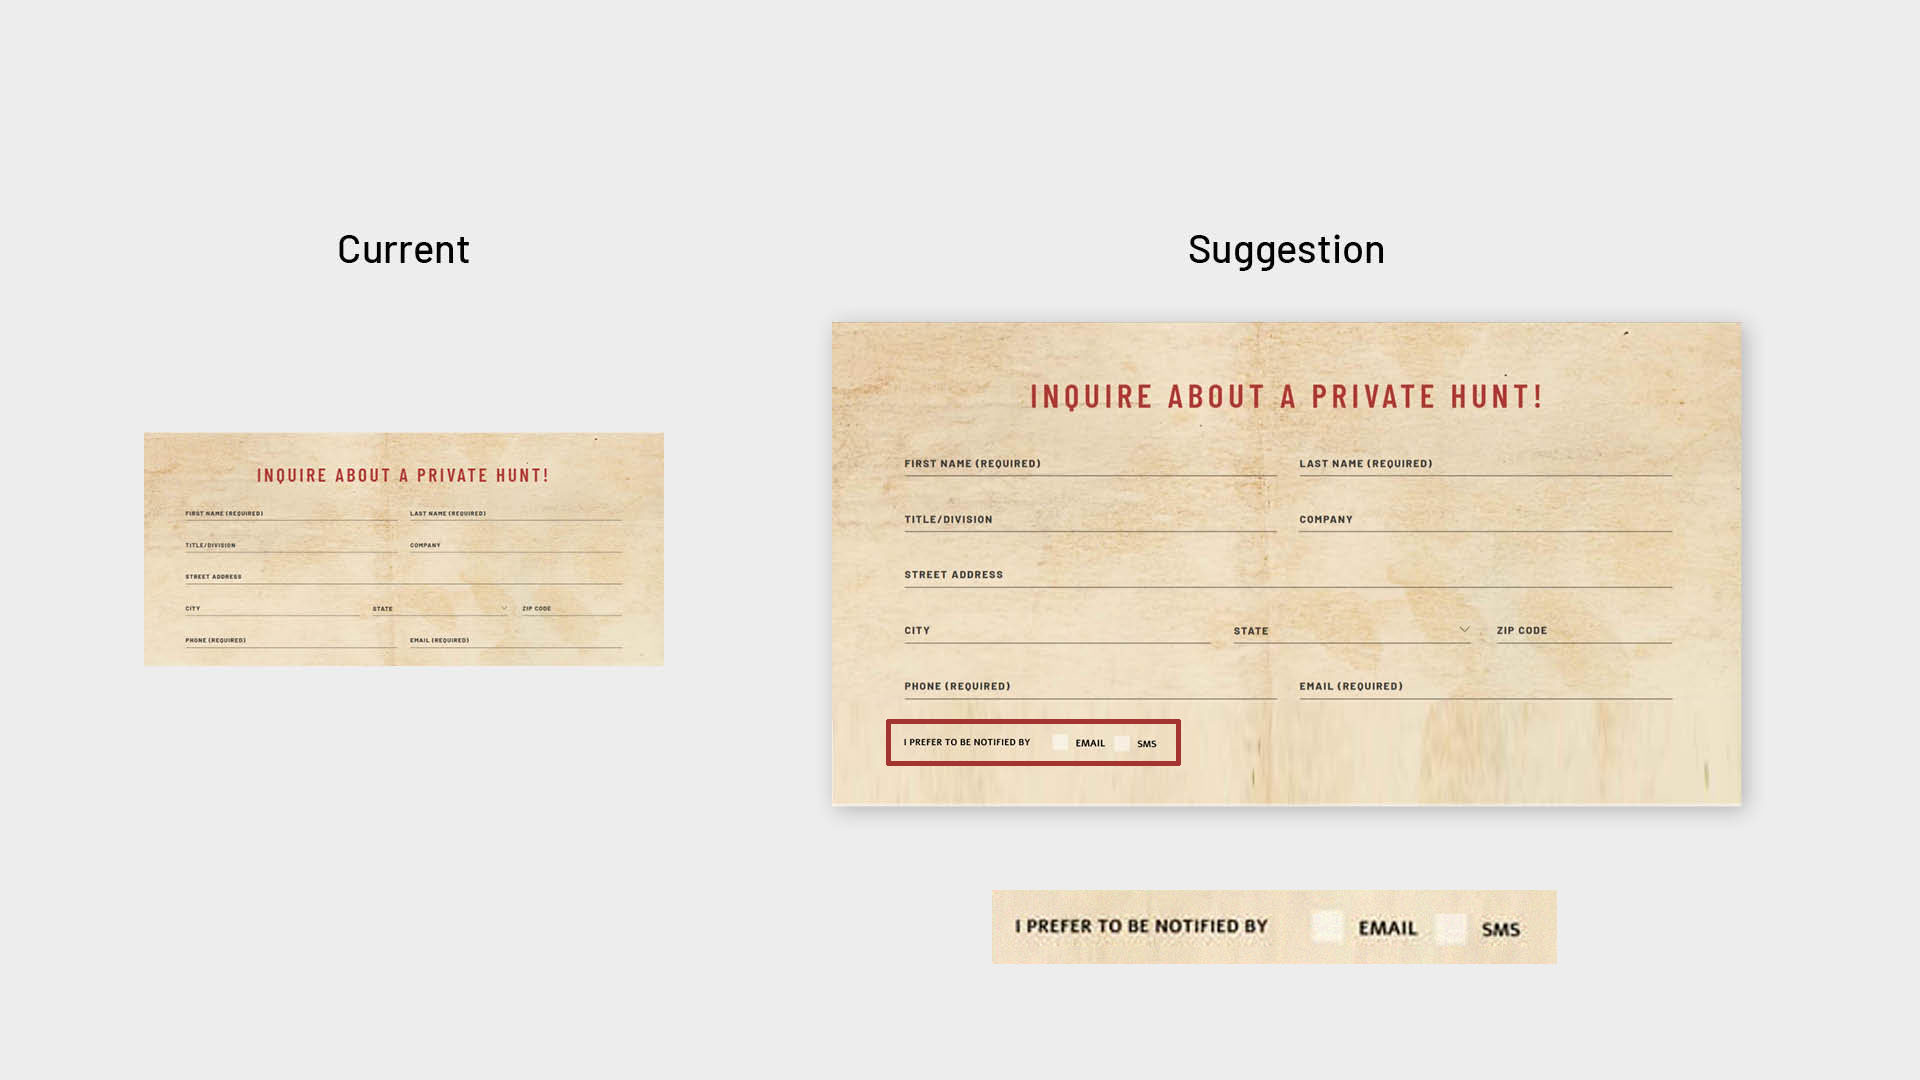 Current
INQUIRE ABOUT A PRIVATE HUNT!
FIRST NAME (REQUIRED) LAST NAME (REQUIRED)
TITLE/DIVISION COMPANY
STREET ADDRESS
CITY STATE ZIP CODE
PHONE (REQUIRED) EMAIL (REQUIRED)
Suggestion
INQUIRE ABOUT A PRIVATE HUNT!
FIRST NAME (REQUIRED) LAST NAME (REQUIRED)
TITLE/DIVISION COMPANY
STREET ADDRESS
CITY STATE ZIP CODE
PHONE (REQUIRED) EMAIL (REQUIRED)
I PREFER TO BE NOTIFIED BY EMAIL SMS
I PREFER TO BE NOTIFIED BY EMAIL SMS